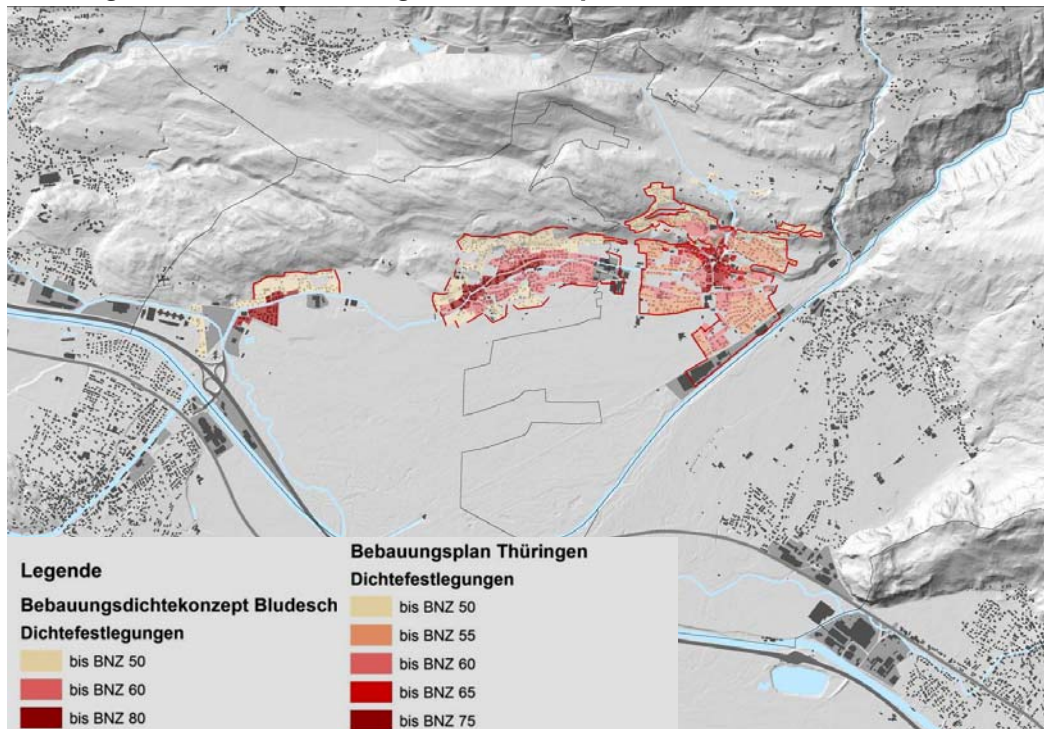 Legende
Bebauungsdichtekonzept Bludesch
Dichtefestlegungen
bis BNZ 50
bis BNZ 60
bis BNZ 80
Bebauungsplan Thüringen
Dichtefestlegungen
bis BNZ 50
bis BNZ 55
bis BNZ 60
bis BNZ 65
bis BNZ 75